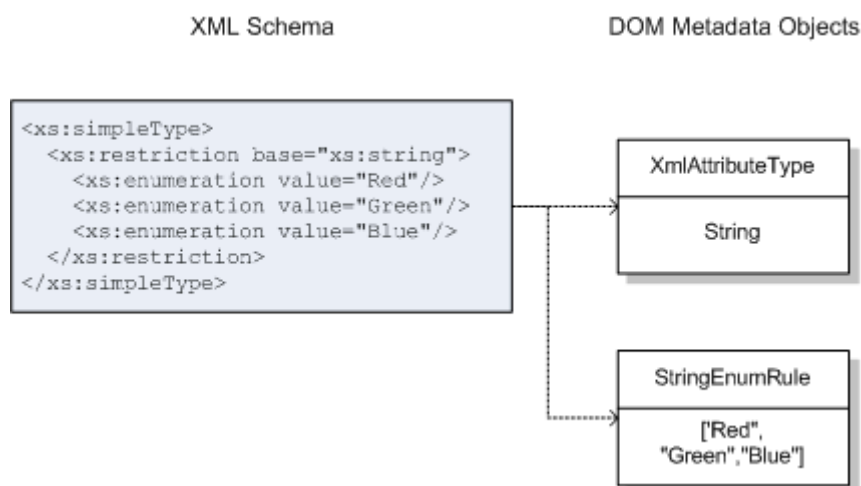 XML Schema
DOM Metadata Objects
<xs:simpleType>
  <xs:restriction base="xs:string">
    <xs:enumeration value="Red"/>
    <xs:enumeration value="Green"/>
    <xs:enumeration value="Blue"/>
  </xs:restriction>
</xs:simpleType>
XmlAttributeType
String
StringEnumRule
['Red",
"Green","Blue"]